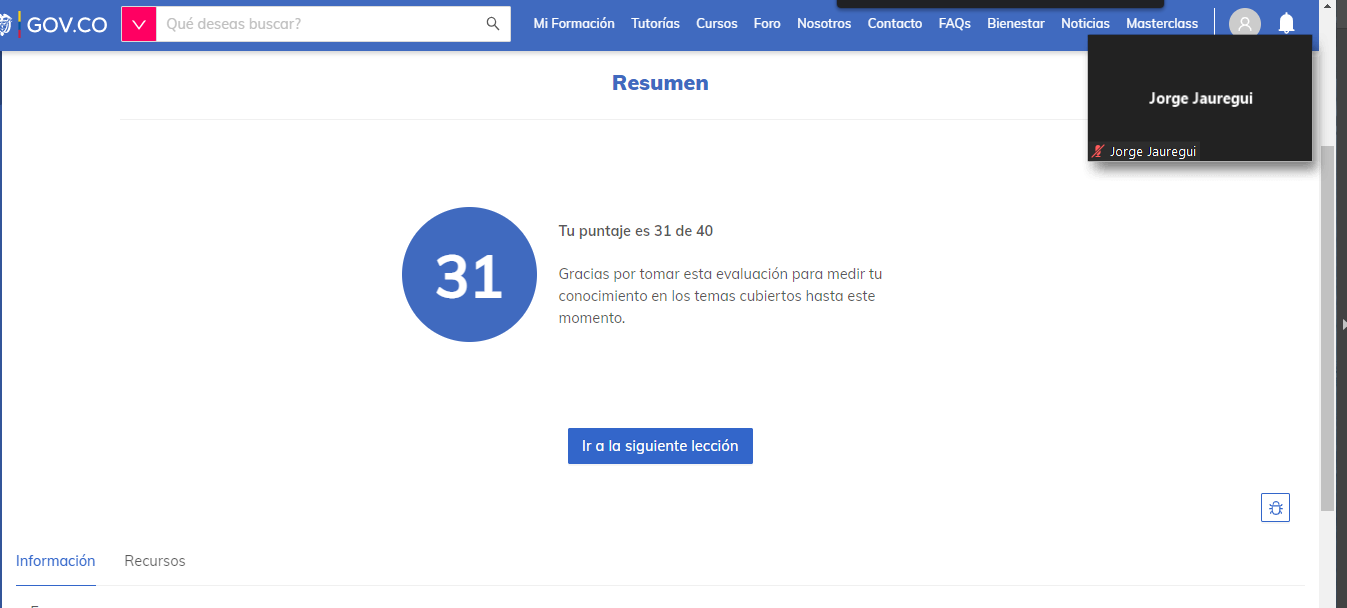 GOV.CO
Qué deseas buscar?
Mi Formación Tutorías Cursos Foro Nosotros Contacto FAQs Bienestar Noticias Masterclass
Resumen
Jorge Jauregui
Jorge Jauregui
31
Tu puntaje es 31 de 40
Gracias por tomar esta evaluación para medir tu
conocimiento en los temas cubiertos hasta este
momento.
Ir a la siguiente lección
Información Recursos